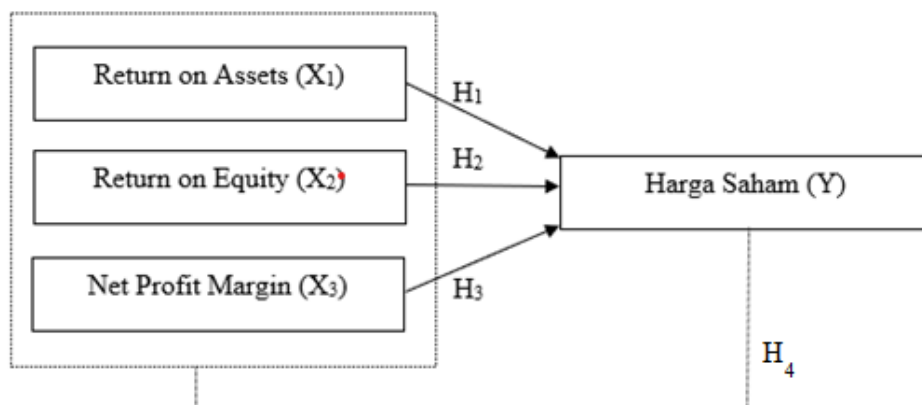 Return on Assets (X₁)
H₁
Return on Equity (X₂)
H₂
Harga Saham (Y)
Net Profit Margin (X₃)
H₃
H₄